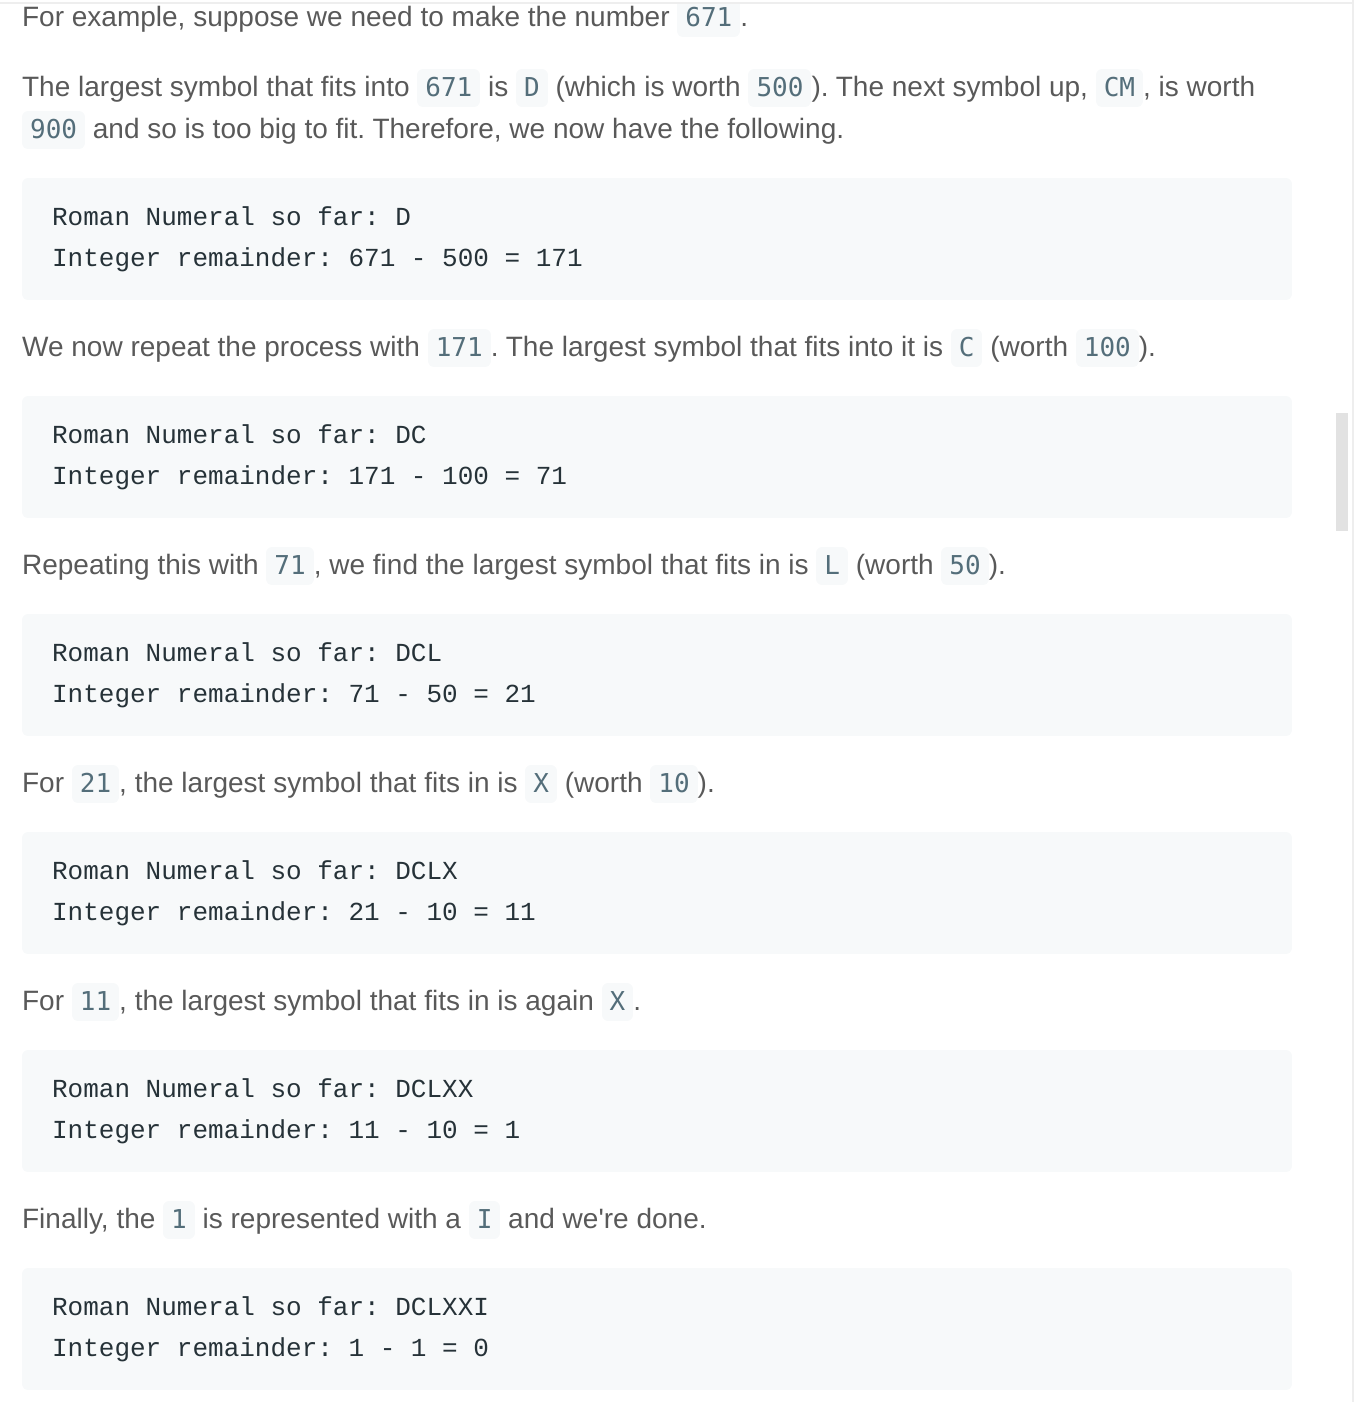 For example, suppose we need to make the number 671.
The largest symbol that fits into 671 is D (which is worth 500). The next symbol up, CM, is worth
900 and so is too big to fit. Therefore, we now have the following.
Roman Numeral so far: D
Integer remainder: 671 - 500 = 171
We now repeat the process with 171. The largest symbol that fits into it is C (worth 100).
Roman Numeral so far: DC
Integer remainder: 171 - 100 = 71
Repeating this with 71, we find the largest symbol that fits in is L (worth 50).
Roman Numeral so far: DCL
Integer remainder: 71 - 50 = 21
For 21, the largest symbol that fits in is X (worth 10).
Roman Numeral so far: DCLX
Integer remainder: 21 - 10 = 11
For 11, the largest symbol that fits in is again X.
Roman Numeral so far: DCLXX
Integer remainder: 11 - 10 = 1
Finally, the 1 is represented with a I and we're done.
Roman Numeral so far: DCLXXI
Integer remainder: 1 - 1 = 0